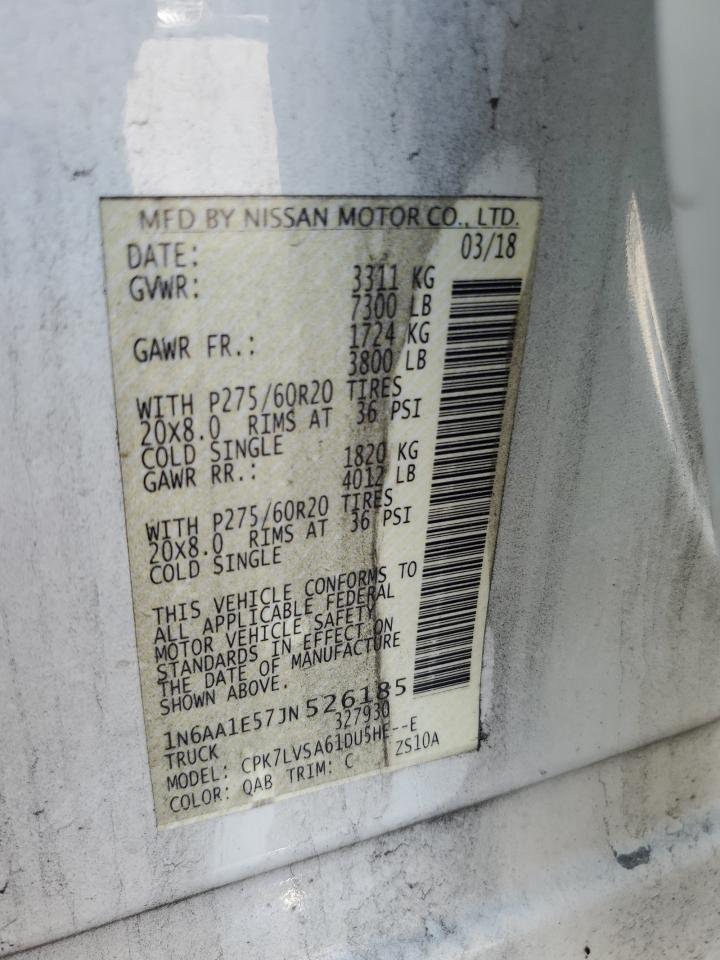 MFD BY NISSAN MOTOR CO., LTD.
DATE: 03/18
GVWR: 3311 KG
7300 LB
GAWR FR.: 1724 KG
3800 LB
WITH P275/60R20 TIRES
20X8.0 RIMS AT 36 PSI
COLD SINGLE
GAWR RR.: 1820 KG
4012 LB
WITH P275/60R20 TIRES
20X8.0 RIMS AT 36 PSI
COLD SINGLE
THIS VEHICLE CONFORMS TO
ALL APPLICABLE FEDERAL
MOTOR VEHICLE SAFETY
STANDARDS IN EFFECT ON
THE DATE OF MANUFACTURE
SHOWN ABOVE.
1N6AA1E57JN526185
TRUCK 327930
MODEL: CPK7LVSA61DU5HE--E
COLOR: QAB TRIM: C ZS10A